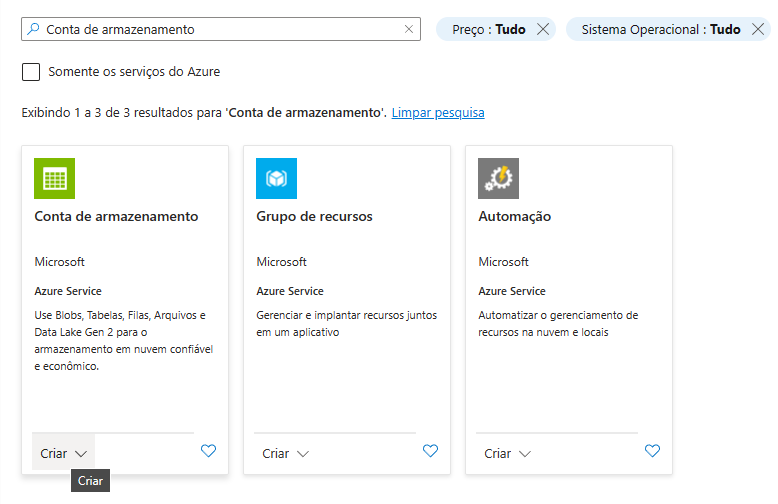 Conta de armazenamento
Preço : Tudo
Sistema Operacional : Tudo
Somente os serviços do Azure
Exibindo 1 a 3 de 3 resultados para 'Conta de armazenamento'. Limpar pesquisa
Conta de armazenamento
Microsoft
Azure Service
Use Blobs, Tabelas, Filas, Arquivos e
Data Lake Gen 2 para o
armazenamento em nuvem confiável
e econômico.
Criar
Criar
Grupo de recursos
Microsoft
Azure Service
Gerenciar e implantar recursos juntos
em um aplicativo
Criar
Automação
Microsoft
Azure Service
Automatizar o gerenciamento de
recursos na nuvem e locais
Criar